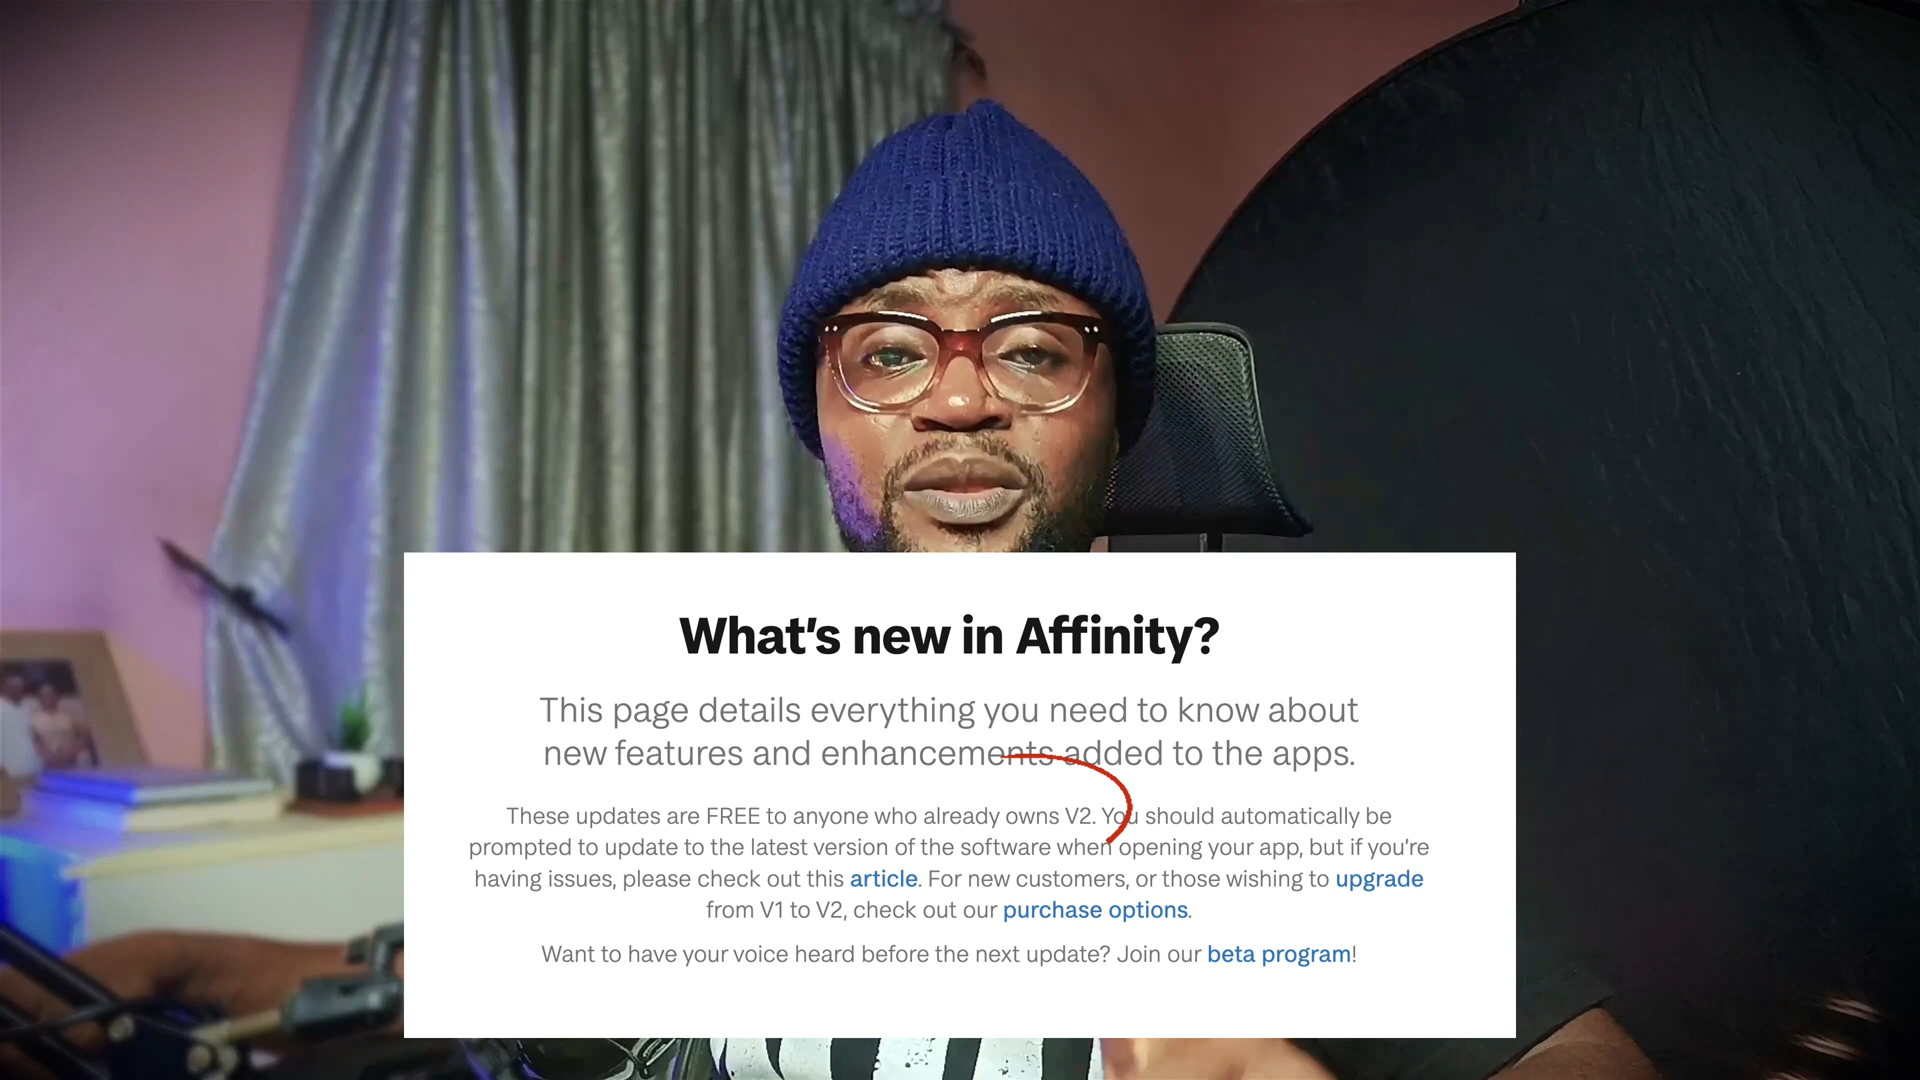 What's new in Affinity?
This page details everything you need to know about
new features and enhancements added to the apps.
These updates are FREE to anyone who already owns V2. You should automatically be
prompted to update to the latest version of the software when opening your app, but if you're
having issues, please check out this article. For new customers, or those wishing to upgrade
from V1 to V2, check out our purchase options.
Want to have your voice heard before the next update? Join our beta program!